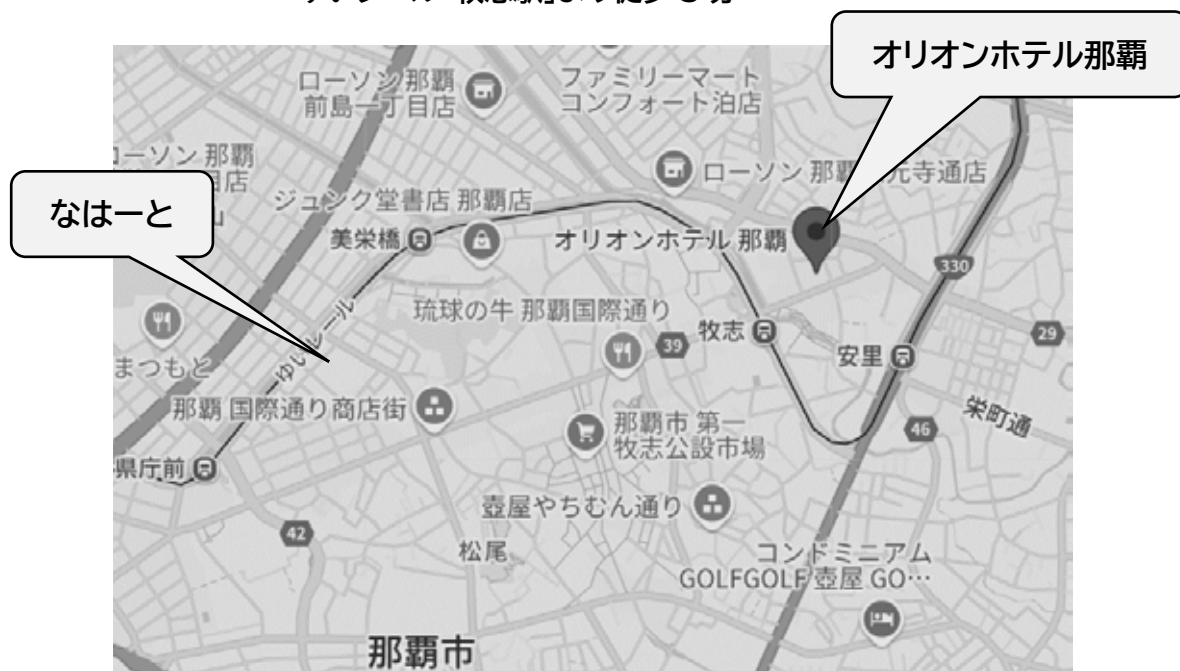 オリオンホテル那覇
ローソン 那覇
前島一丁目店
ファミリーマート
コンフォート泊店
ローソン 那覇
目店
なはーと
ジュンク堂書店 那覇店
ローソン 那覇
元寺通店
美栄橋
オリオンホテル 那覇
330
琉球の牛 那覇国際通り
39
牧志
29
安里
ゆいレール
まつもと
那覇 国際通り商店街
那覇市 第一
牧志公設市場
46
栄町通
県庁前
壺屋やちむん通り
42
松尾
コンドミニアム
GOLFGOLF 壺屋 GO…
那覇市